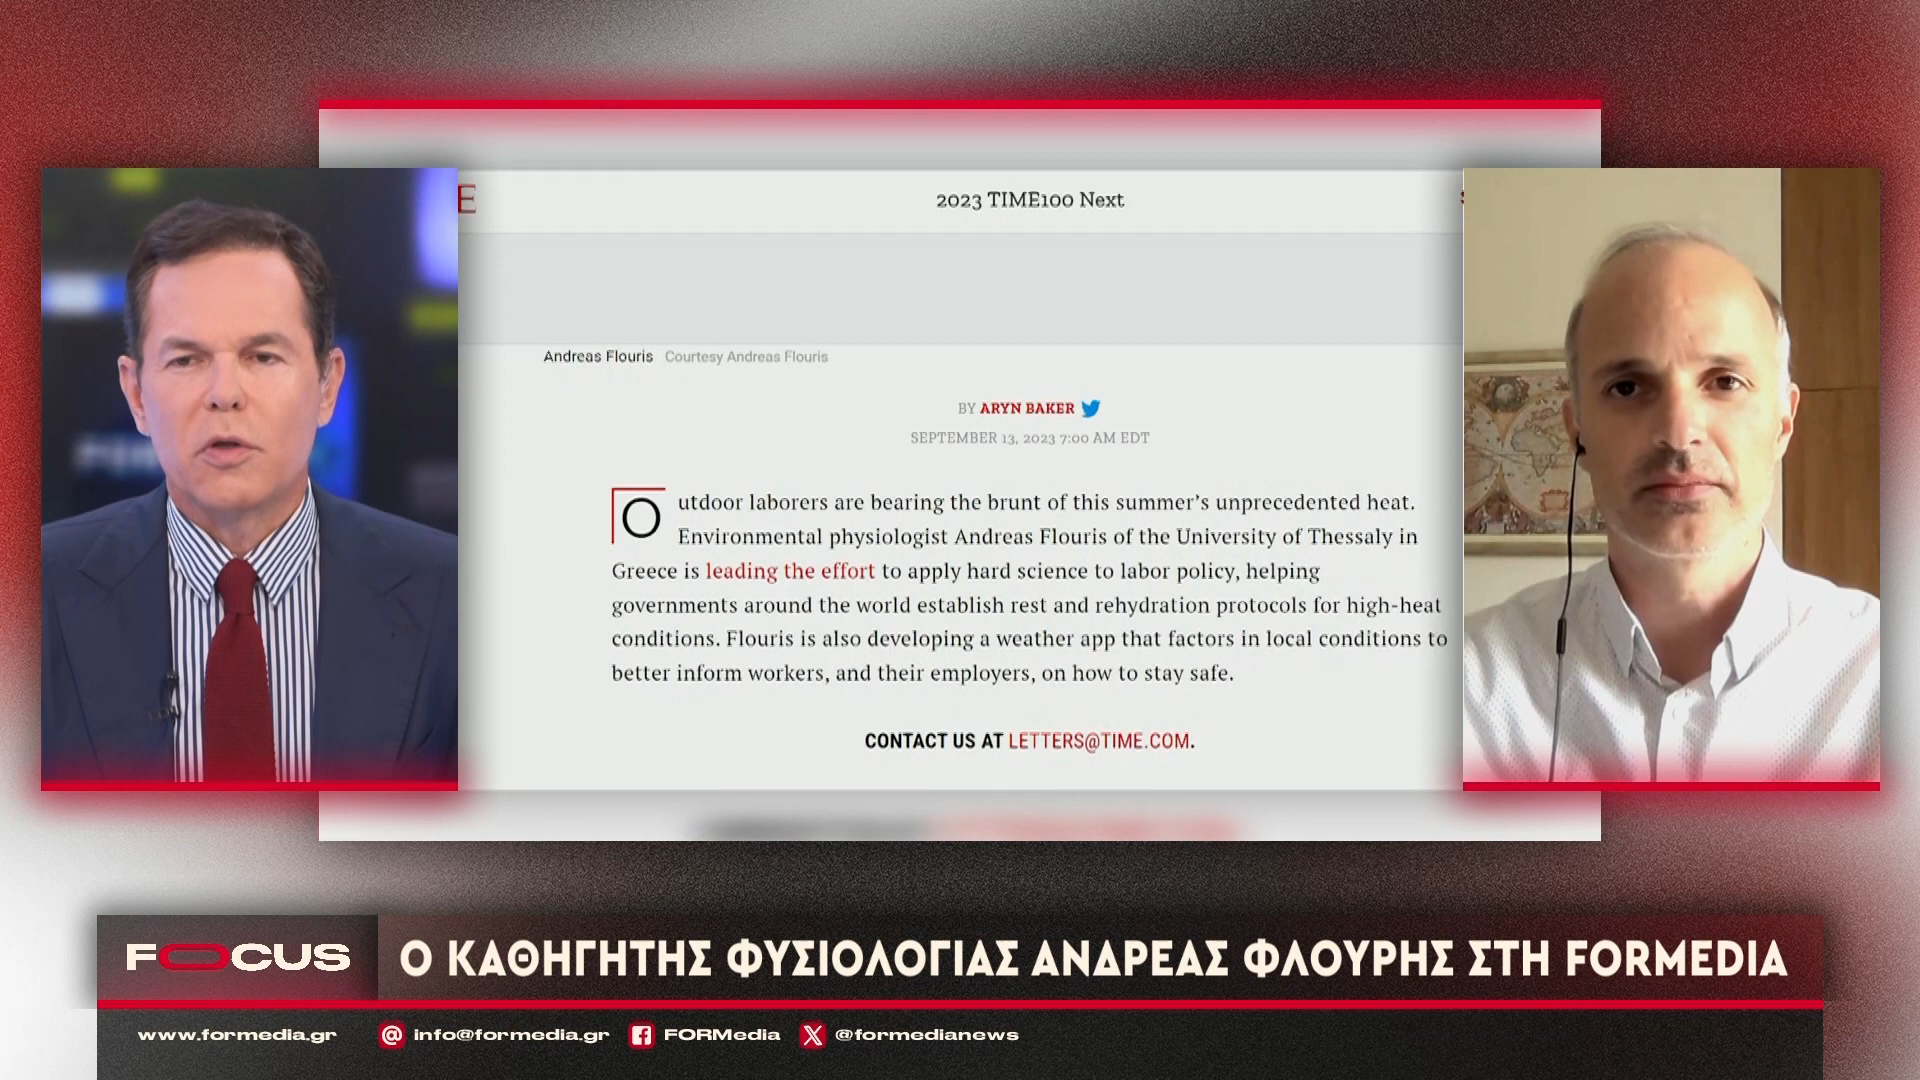 E
2023 TIME100 Next
Andreas Flouris Courtesy Andreas Flouris
BY ARYN BAKER
SEPTEMBER 13, 2023 7:00 AM EDT
Outdoor laborers are bearing the brunt of this summer's unprecedented heat.
Environmental physiologist Andreas Flouris of the University of Thessaly in
Greece is leading the effort to apply hard science to labor policy, helping
governments around the world establish rest and rehydration protocols for high-heat
conditions. Flouris is also developing a weather app that factors in local conditions to
better inform workers, and their employers, on how to stay safe.
CONTACT US AT LETTERS@TIME.COM.
FOCUS
Ο ΚΑΘΗΓΗΤΗΣ ΦΥΣΙΟΛΟΓΙΑΣ ΑΝΔΡΕΑΣ ΦΛΟΥΡΗΣ ΣΤΗ FORMEDIA
www.formedia.gr @ info@formedia.gr FORMedia X @formedianews